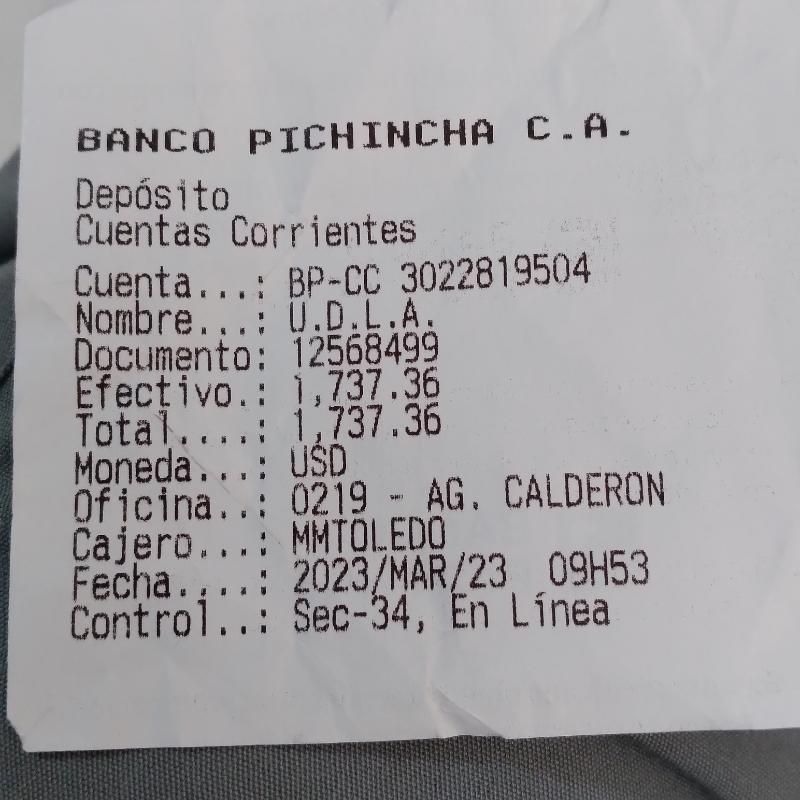 BANCO PICHINCHA C.A.
Depósito
Cuentas Corrientes
Cuenta...: BP-CC 3022819504
Nombre...: U.D.L.A.
Documento: 12568499
Efectivo.: 1,737.36
Total....: 1,737.36
Moneda...: USD
Oficina..: 0219 - AG. CALDERON
Cajero...: MMTOLEDO
Fecha....: 2023/MAR/23 09H53
Control..: Sec-34, En Línea